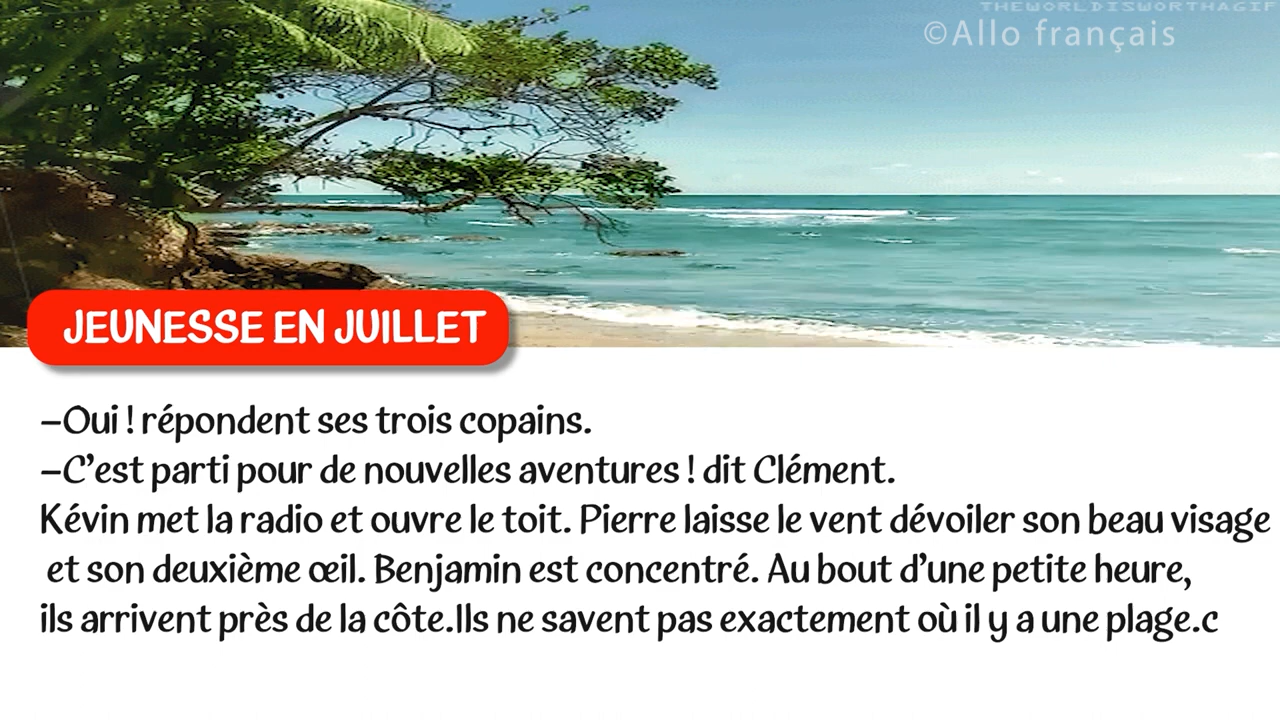 THEWORLDISWORTHAGIF
©Allo français
JEUNESSE EN JUILLET
–Oui ! répondent ses trois copains.
–C’est parti pour de nouvelles aventures ! dit Clément.
Kévin met la radio et ouvre le toit. Pierre laisse le vent dévoiler son beau visage
et son deuxième œil. Benjamin est concentré. Au bout d’une petite heure,
ils arrivent près de la côte.Ils ne savent pas exactement où il y a une plage.c